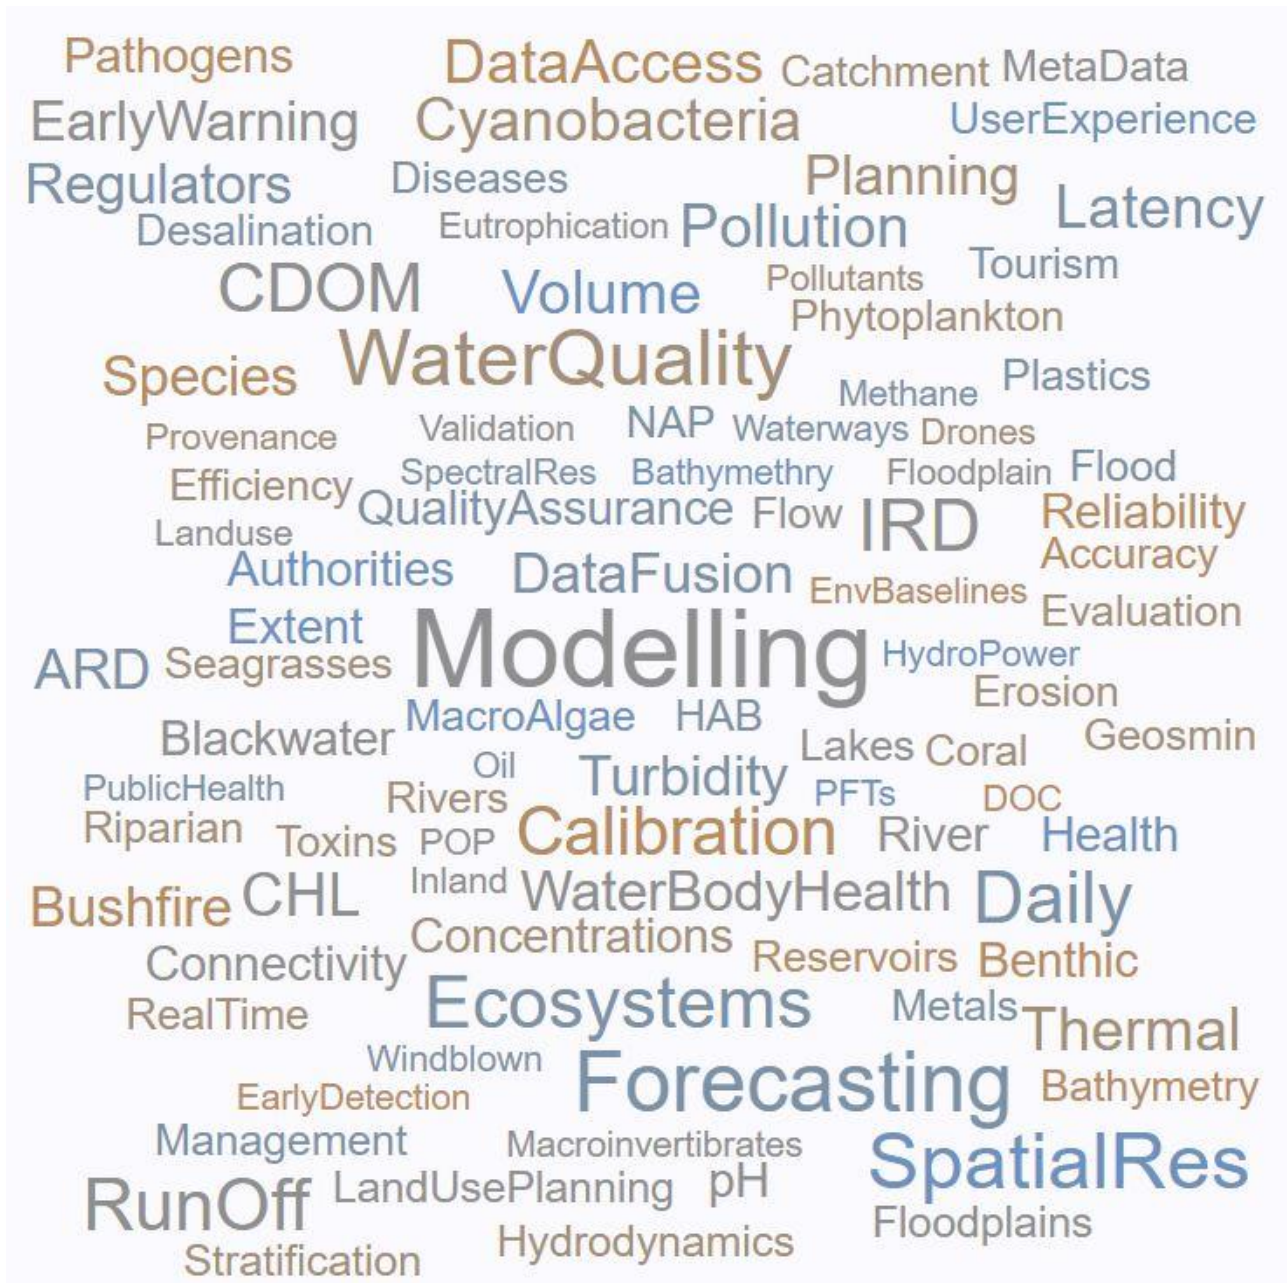 Pathogens DataAccess Catchment MetaData
EarlyWarning Cyanobacteria UserExperience
Regulators Diseases Planning Latency
Desalination Eutrophication Pollution
CDOM Volume Pollutants Tourism
Phytoplankton
Species WaterQuality Methane Plastics
Provenance Validation NAP Waterways Drones
Efficiency SpectralRes Bathymethry Floodplain Flood
Landuse QualityAssurance Flow IRD Reliability
Accuracy
Authorities DataFusion EnvBaselines Evaluation
Extent
ARD Seagrasses Modelling HydroPower
Erosion
Blackwater MacroAlgae HAB Lakes Coral Geosmin
PublicHealth Oil Turbidity PFTs DOC
Rivers
Riparian Toxins POP Calibration River Health
Bushfire CHL Inland WaterBodyHealth Daily
Concentrations
Connectivity Reservoirs Benthic
RealTime Ecosystems Metals Thermal
Windblown
EarlyDetection Forecasting Bathymetry
Management Macroinvertibrates SpatialRes
RunOff LandUsePlanning pH
Floodplains
Stratification Hydrodynamics